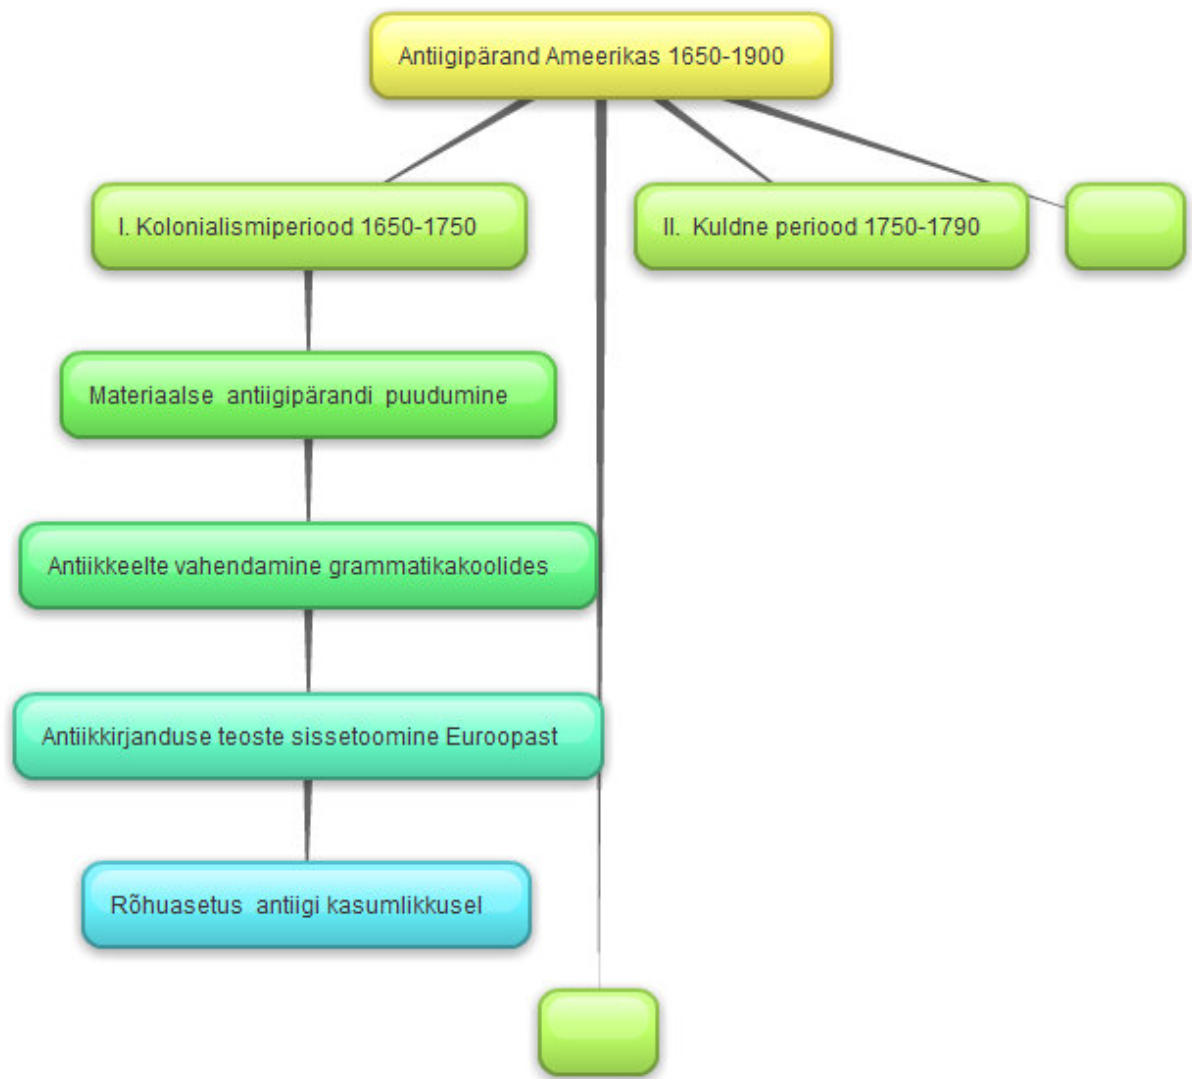 Antiigipärand Ameerikas 1650-1900
I. Kolonialismiperiood 1650-1750
II. Kuldne periood 1750-1790
Materiaalse antiigipärandi puudumine
Antiikkeelte vahendamine grammatikakoolides
Antiikkirjanduse teoste sissetoomine Euroopast
Rõhuasetus antiigi kasumlikkusel